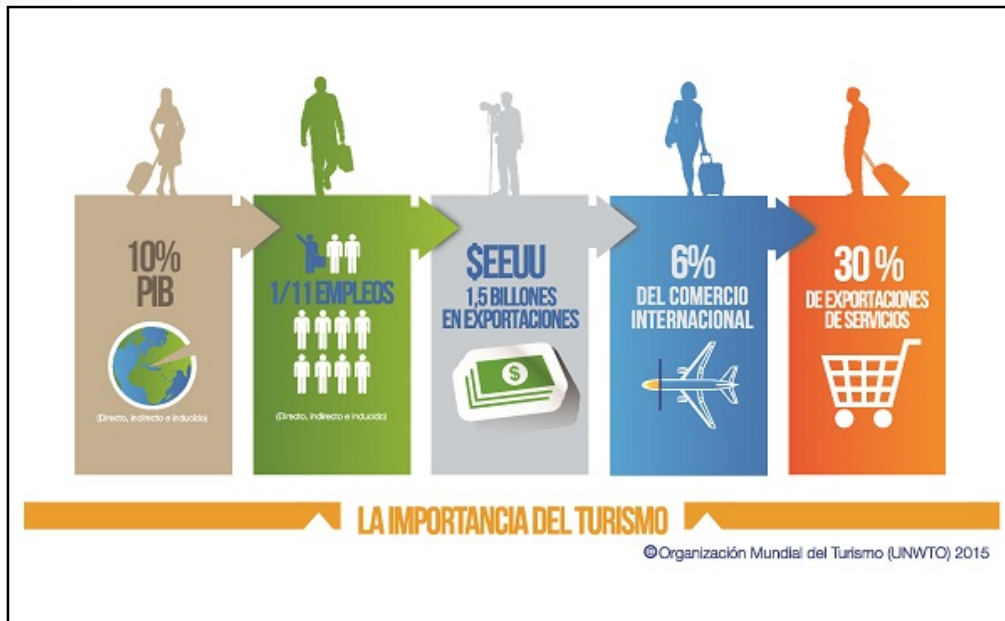 10%
PIB
(Directo, indirecto e inducido)
1/11 EMPLEOS
(Directo, indirecto e inducido)
$EEUU
1,5 BILLONES
EN EXPORTACIONES
$
6%
DEL COMERCIO
INTERNACIONAL
30 %
DE EXPORTACIONES
DE SERVICIOS
LA IMPORTANCIA DEL TURISMO
©Organización Mundial del Turismo (UNWTO) 2015